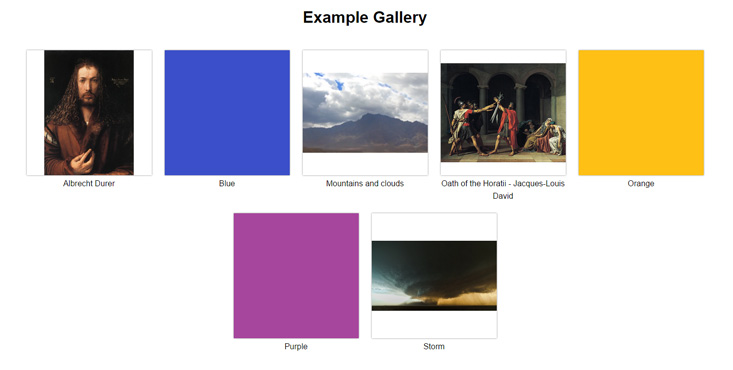 Example Gallery
Albrecht Durer
Blue
Mountains and clouds
Oath of the Horatii - Jacques-Louis
David
Orange
Purple
Storm